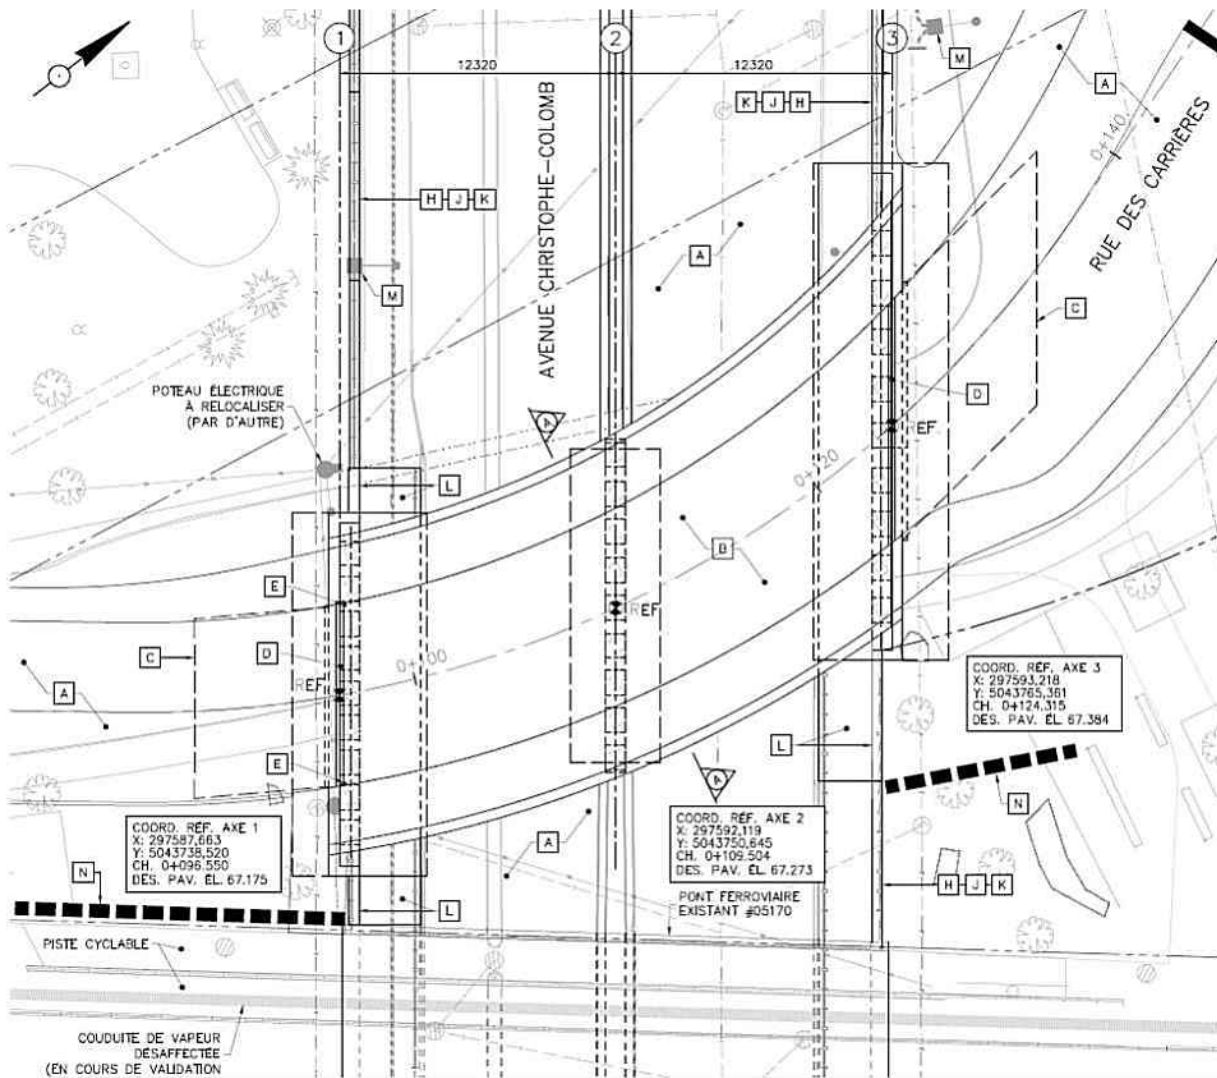 1
2
3
12320
12320
M
A
K J H
0+140
RUE DES CARRIÈRES
AVENUE CHRISTOPHE-COLOMB
H J K
A
M
C
POTEAU ÉLECTRIQUE
À RELOCALISER
(PAR D'AUTRE)
D
A
REF
0+120
L
B
E
REF
C
D
0+100
REF
A
COORD. RÉF. AXE 3
X: 297593,218
Y: 5043765,361
CH. 0+124,315
DES. PAV. ÉL. 67.384
L
E
A
N
COORD. RÉF. AXE 1
X: 297587,663
Y: 5043738,520
CH. 0+096,550
DES. PAV. ÉL. 67.175
A
COORD. RÉF. AXE 2
X: 297592,119
Y: 5043750,645
CH. 0+109,504
DES. PAV. ÉL. 67.273
N
L
H J K
PONT FERROVIAIRE
EXISTANT #05170
PISTE CYCLABLE
COUDUITE DE VAPEUR
DÉSAFFECTÉE
(EN COURS DE VALIDATION